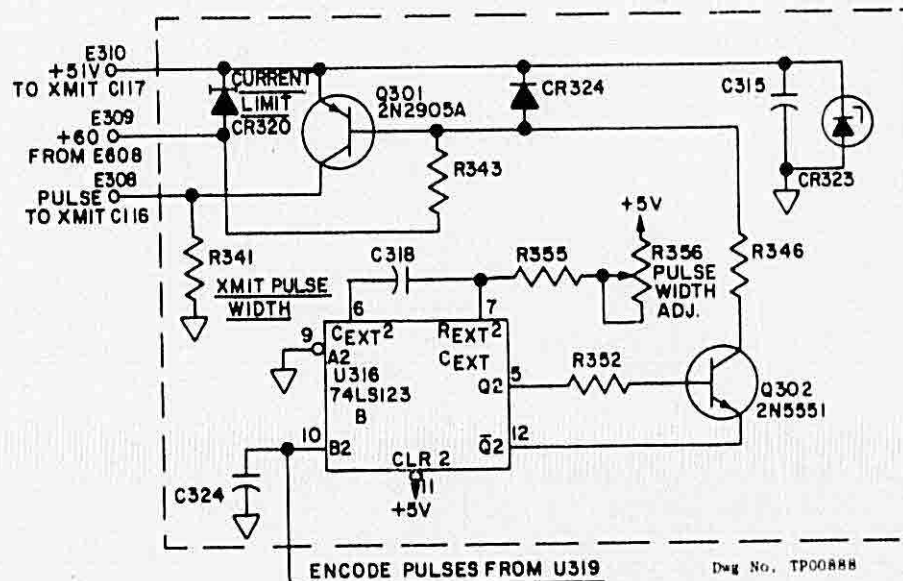 E310
+51V
TO XMIT C117
CURRENT
LIMIT
CR320
Q301
2N2905A
CR324
C315
E309
+60
FROM E608
E308
PULSE
TO XMIT C116
R343
CR323
+5V
R341
C318
R355
R356
PULSE
WIDTH
ADJ.
R346
XMIT PULSE
WIDTH
6
7
CEXT2
REXT2
CEXT
9
A2
U316
74LS123
B
Q2
5
R352
Q302
2N5551
10
B2
Q̅2
12
CLR 2
11
+5V
C324
ENCODE PULSES FROM U319
Dwg No. TP00888